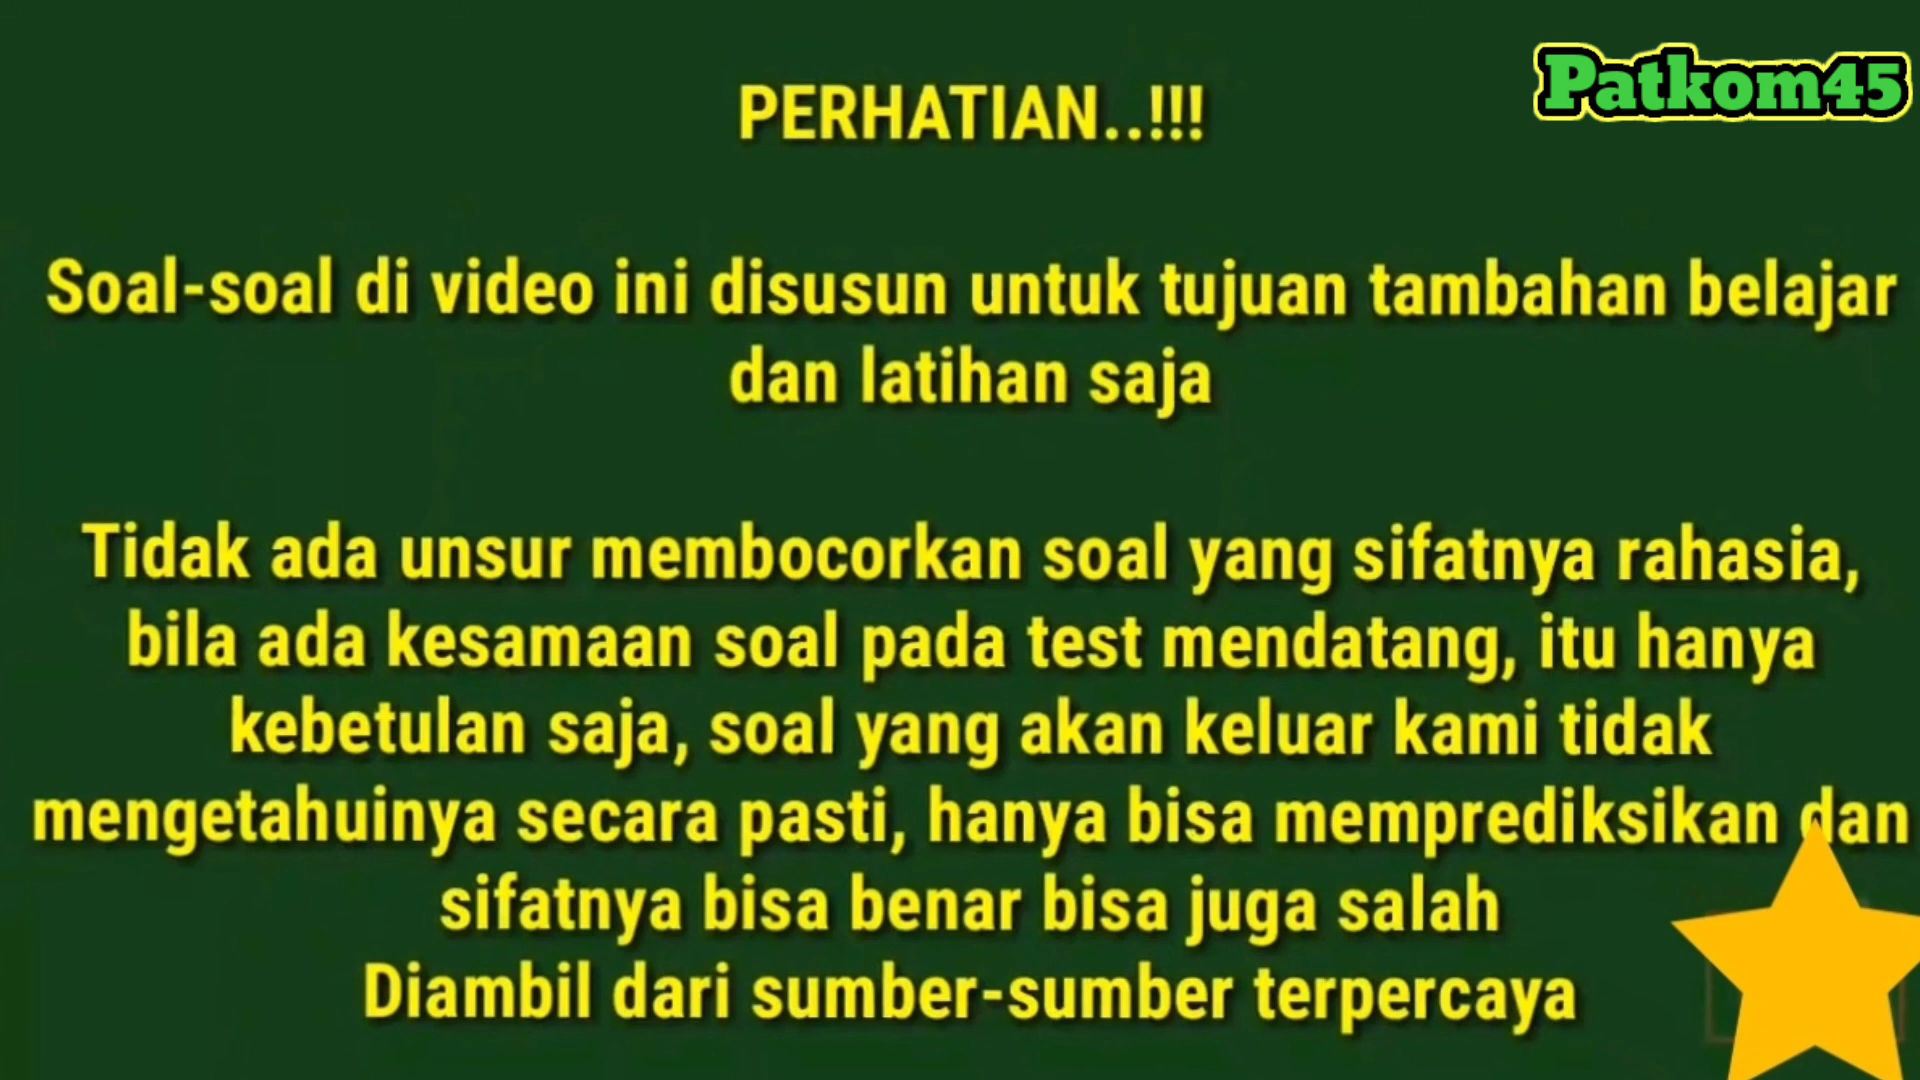 Patkom45
PERHATIAN..!!!
Soal-soal di video ini disusun untuk tujuan tambahan belajar
dan latihan saja
Tidak ada unsur membocorkan soal yang sifatnya rahasia,
bila ada kesamaan soal pada test mendatang, itu hanya
kebetulan saja, soal yang akan keluar kami tidak
mengetahuinya secara pasti, hanya bisa memprediksikan dan
sifatnya bisa benar bisa juga salah
Diambil dari sumber-sumber terpercaya